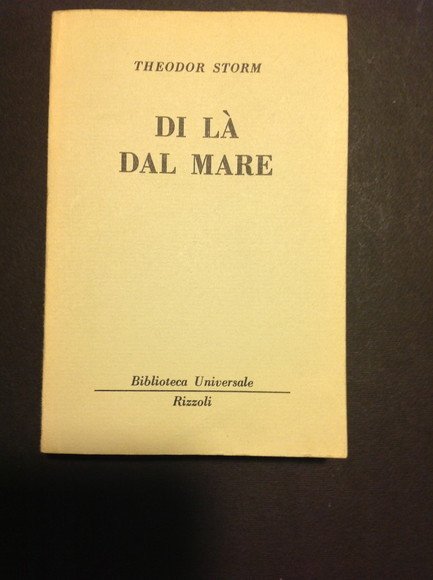 THEODOR STORM
DI LÀ
DAL MARE
Biblioteca Universale
Rizzoli